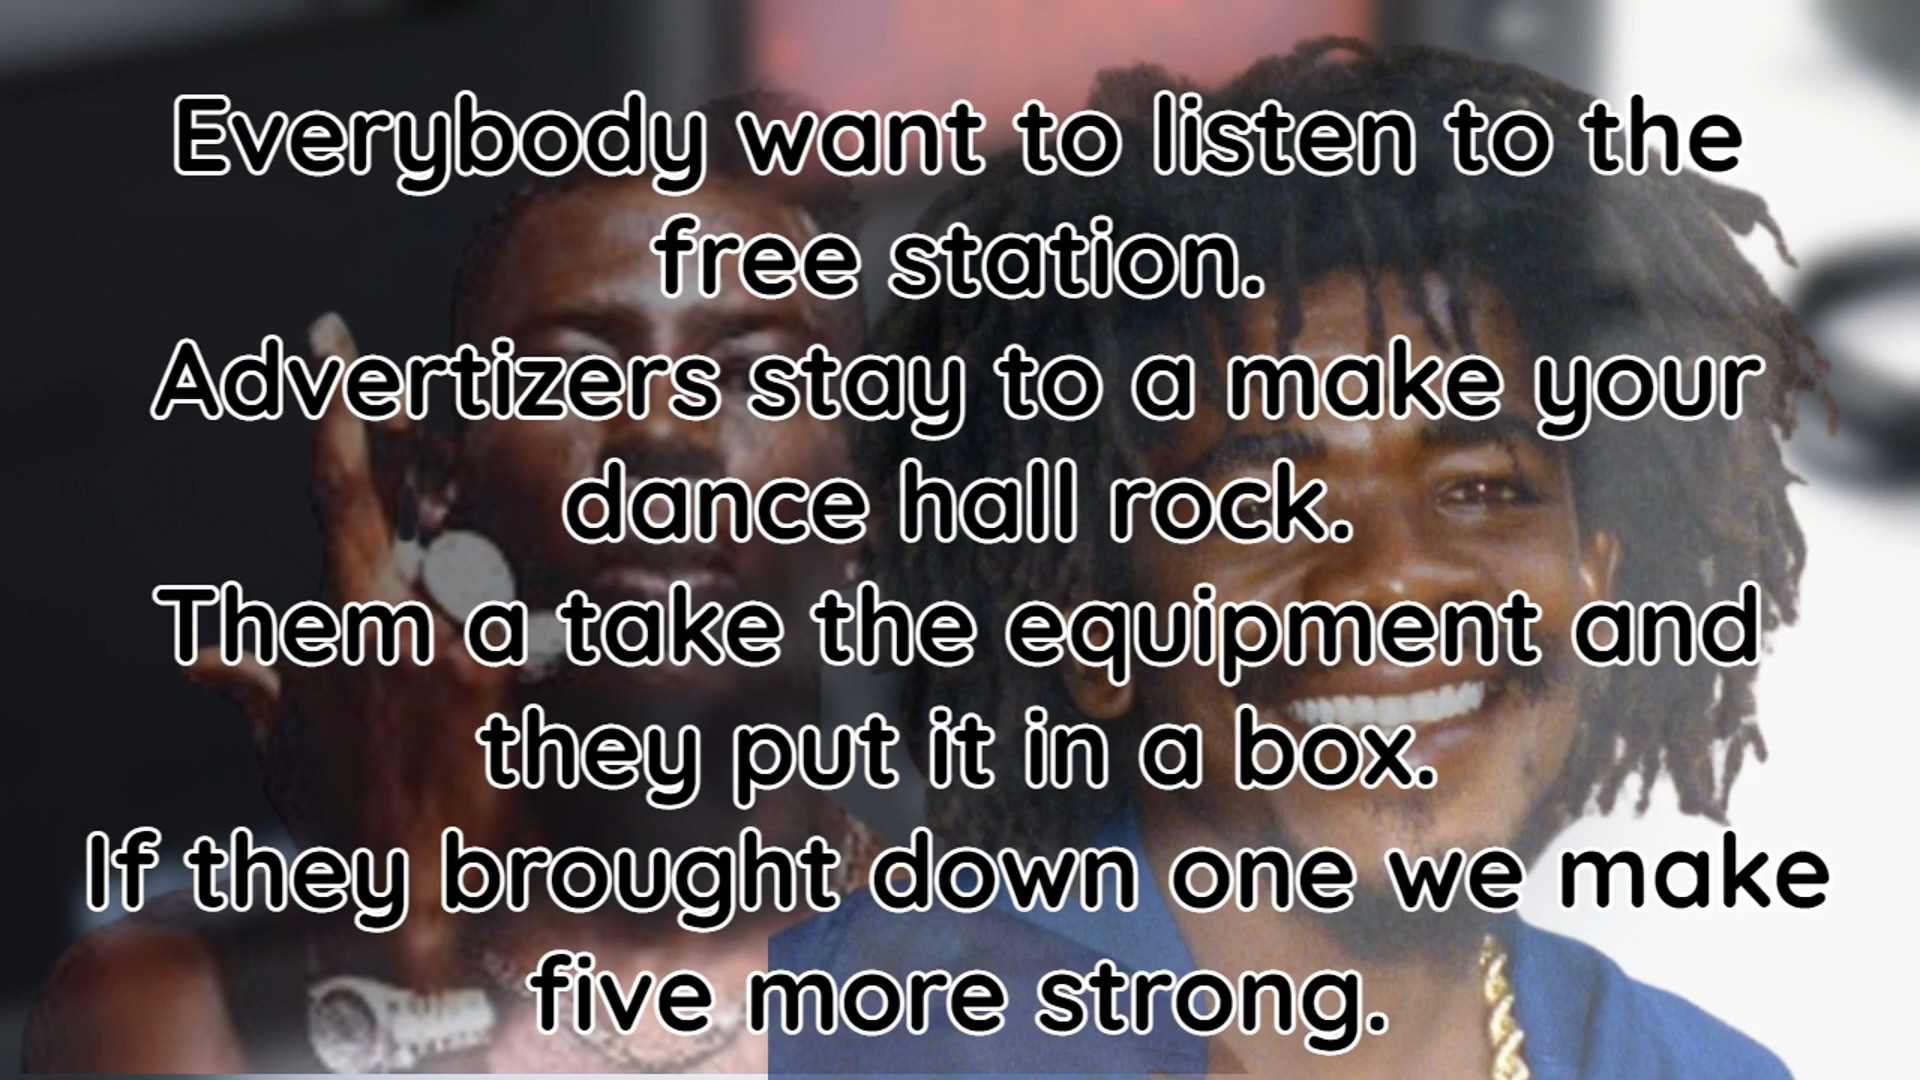 Everybody want to listen to the
free station.
Advertizers stay to a make your
dance hall rock.
Them a take the equipment and
they put it in a box.
If they brought down one we make
five more strong.